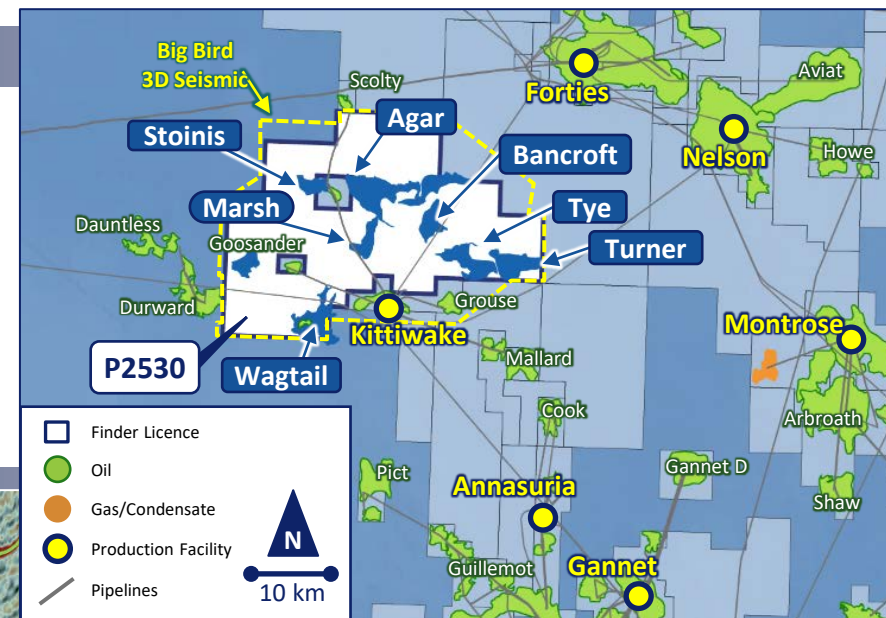 Big Bird
3D Seismic
Scolty
Forties
Aviat
Stoinis
Agar
Bancroft
Nelson
Howe
Marsh
Tye
Dauntless
Goosander
Turner
Durward
Grouse
Kittiwake
Montrose
P2530
Wagtail
Mallard
Cook
Arbroath
Finder Licence
Oil
Gas/Condensate
Production Facility
Pipelines
N
10 km
Pict
Gannet D
Annasuria
Shaw
Guillemot
Gannet